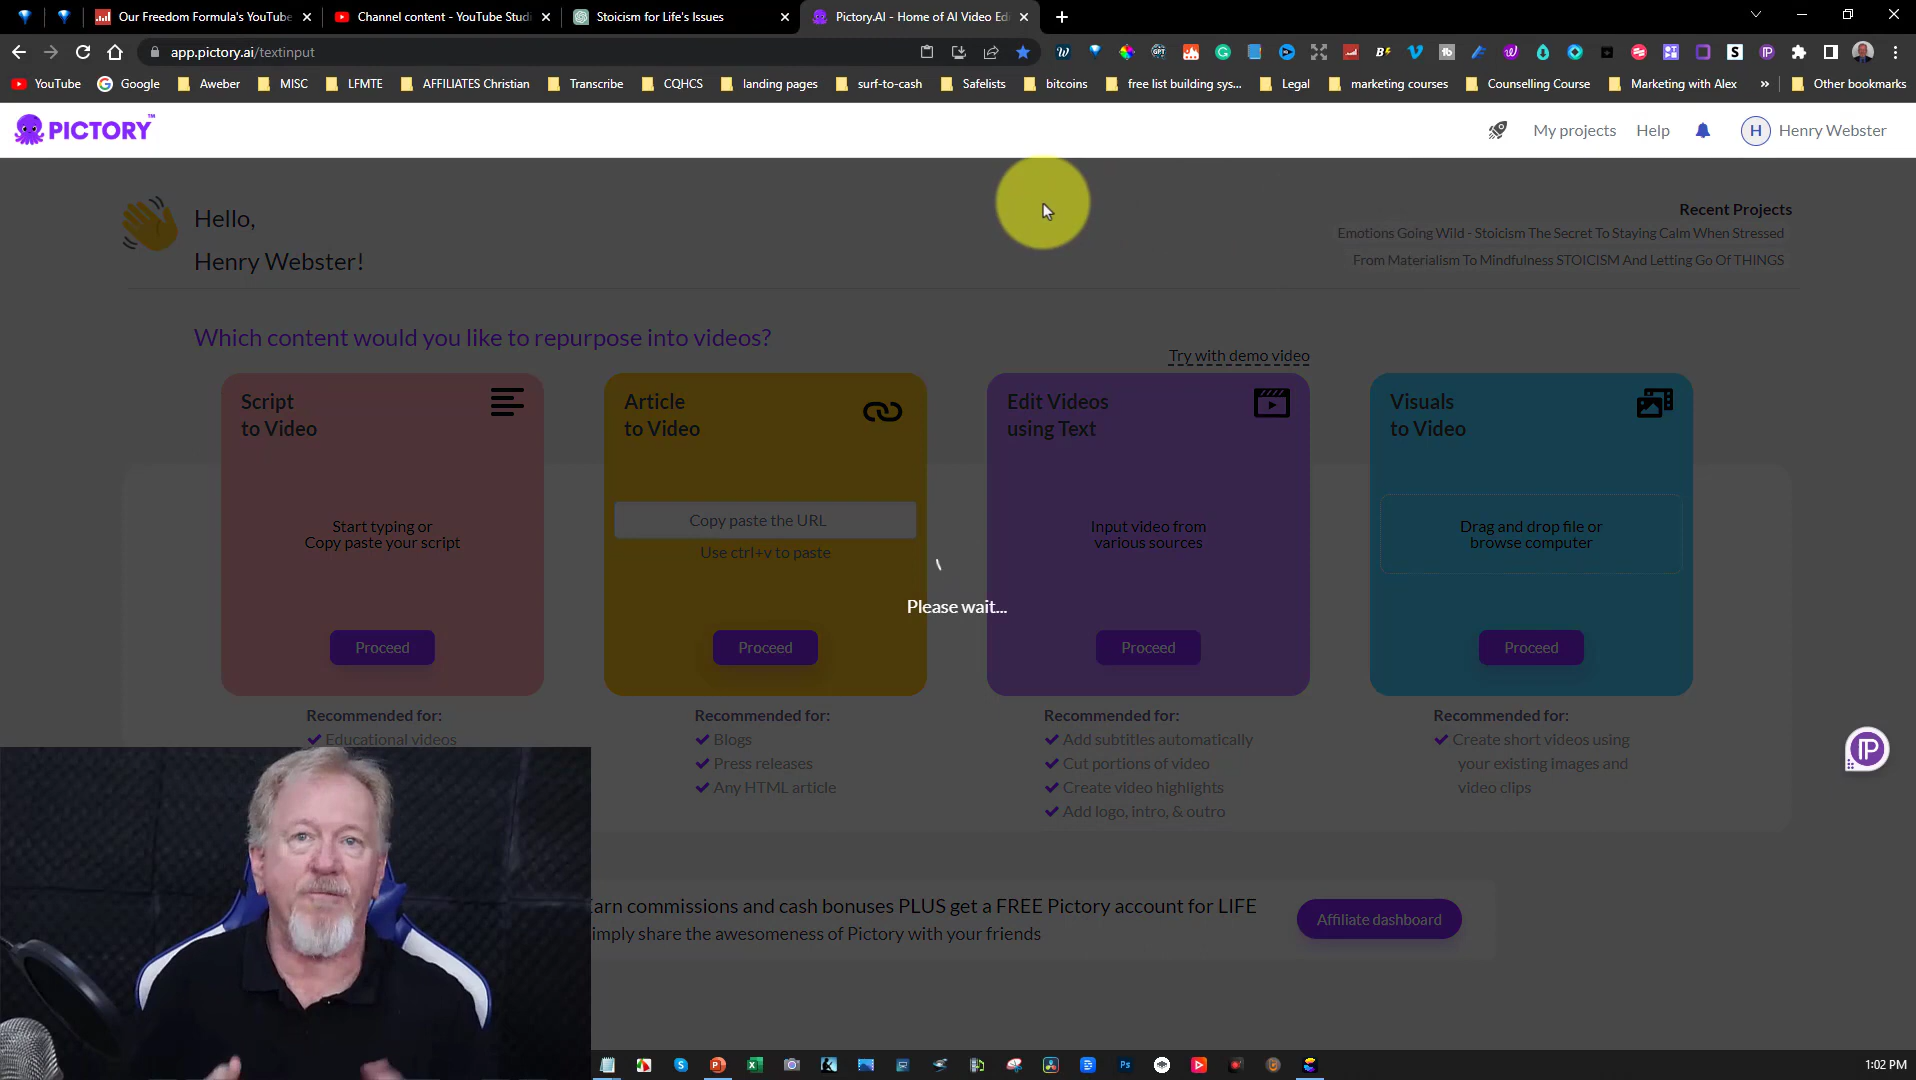 Our Freedom Formula's YouTube
Channel content - YouTube Studi
Stoicism for Life's Issues
Pictory.AI - Home of AI Video Edi
app.pictory.ai/textinput
YouTube
Google
Aweber
MISC
LFMTE
AFFILIATES Christian
Transcribe
CQHCS
landing pages
surf-to-cash
Safelists
bitcoins
free list building sys...
Legal
marketing courses
Counselling Course
Marketing with Alex
»
Other bookmarks
PICTORY™
My projects
Help
H
Henry Webster
Hello,
Henry Webster!
Recent Projects
Emotions Going Wild - Stoicism The Secret To Staying Calm When Stressed
From Materialism To Mindfulness STOICISM And Letting Go Of THINGS
Which content would you like to repurpose into videos?
Try with demo video
Script
to Video
Start typing or
Copy paste your script
Proceed
Recommended for:
Educational videos
Article
to Video
Copy paste the URL
Use ctrl+v to paste
Proceed
Recommended for:
Blogs
Press releases
Any HTML article
Edit Videos
using Text
Input video from
various sources
Proceed
Recommended for:
Add subtitles automatically
Cut portions of video
Create video highlights
Add logo, intro, & outro
Visuals
to Video
Drag and drop file or
browse computer
Proceed
Recommended for:
Create short videos using
your existing images and
video clips
Please wait...
arn commissions and cash bonuses PLUS get a FREE Pictory account for LIFE
imply share the awesomeness of Pictory with your friends
Affiliate dashboard
1:02 PM